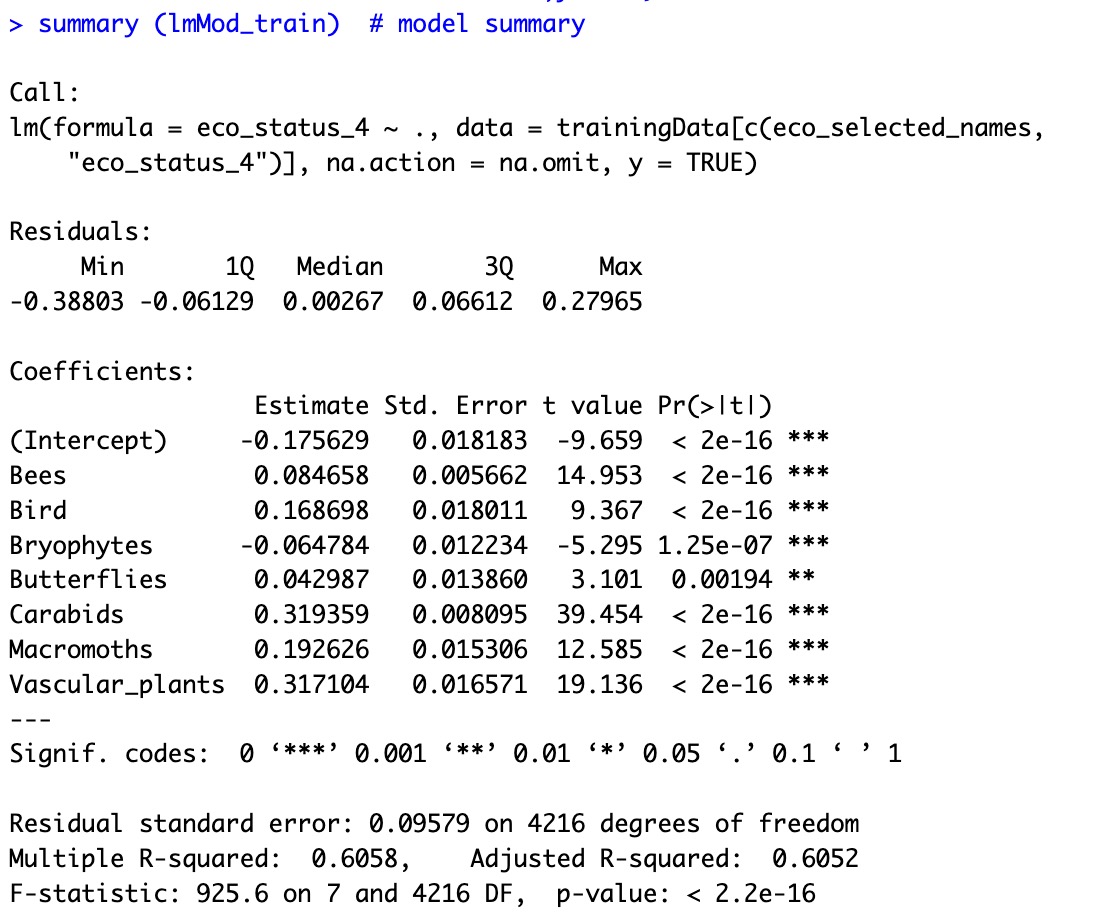 > summary (lmMod_train)  # model summary
Call:
lm(formula = eco_status_4 ~ ., data = trainingData[c(eco_selected_names,
    "eco_status_4")], na.action = na.omit, y = TRUE)
Residuals:
     Min       1Q   Median       3Q      Max
-0.38803 -0.06129  0.00267  0.06612  0.27965
Coefficients:
                 Estimate Std. Error t value Pr(>|t|)
(Intercept)     -0.175629   0.018183  -9.659  < 2e-16 ***
Bees             0.084658   0.005662  14.953  < 2e-16 ***
Bird             0.168698   0.018011   9.367  < 2e-16 ***
Bryophytes      -0.064784   0.012234  -5.295 1.25e-07 ***
Butterflies      0.042987   0.013860   3.101  0.00194 **
Carabids         0.319359   0.008095  39.454  < 2e-16 ***
Macromoths       0.192626   0.015306  12.585  < 2e-16 ***
Vascular_plants  0.317104   0.016571  19.136  < 2e-16 ***
---
Signif. codes:  0 ‘***’ 0.001 ‘**’ 0.01 ‘*’ 0.05 ‘.’ 0.1 ‘ ’ 1
Residual standard error: 0.09579 on 4216 degrees of freedom
Multiple R-squared:  0.6058,    Adjusted R-squared:  0.6052
F-statistic: 925.6 on 7 and 4216 DF,  p-value: < 2.2e-16